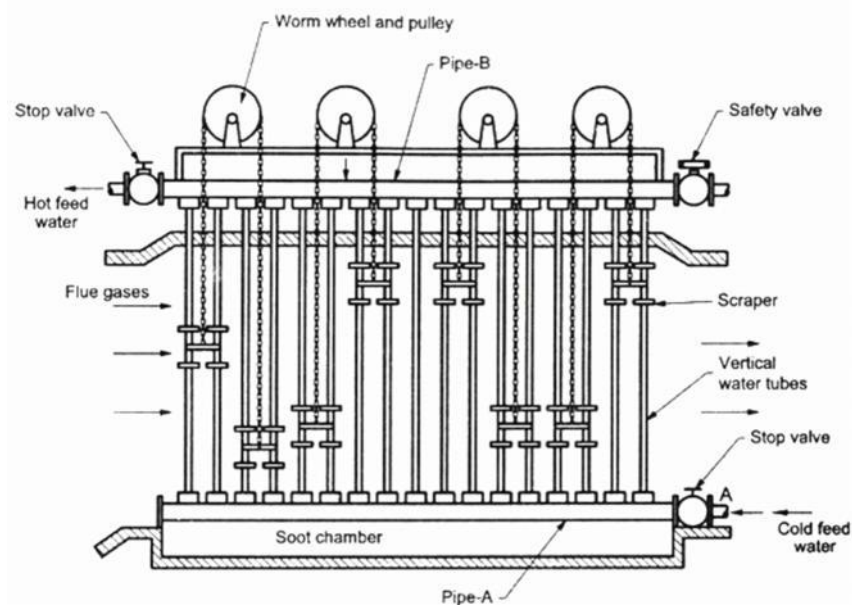 Worm wheel and pulley
Pipe-B
Stop valve
Safety valve
Hot feed
water
Flue gases
Scraper
Vertical
water tubes
Stop valve
A
Cold feed
water
Soot chamber
Pipe-A